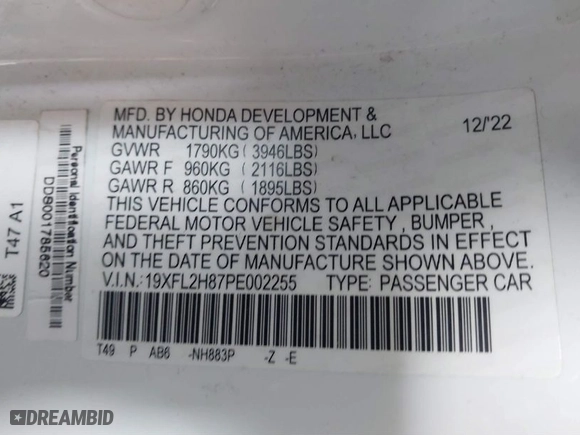 MFD. BY HONDA DEVELOPMENT &
MANUFACTURING OF AMERICA, LLC 12/'22
GVWR 1790KG (3946LBS)
GAWR F 960KG (2116LBS)
GAWR R 860KG (1895LBS)
THIS VEHICLE CONFORMS TO ALL APPLICABLE
FEDERAL MOTOR VEHICLE SAFETY , BUMPER ,
AND THEFT PREVENTION STANDARDS IN EFFECT
ON THE DATE OF MANUFACTURE SHOWN ABOVE.
V.I.N.:19XFL2H87PE002255 TYPE: PASSENGER CAR
T49 P AB6 -NH883P -Z -E
Personal Identification Number
DD8001785620
T47 A1
DREAMBID